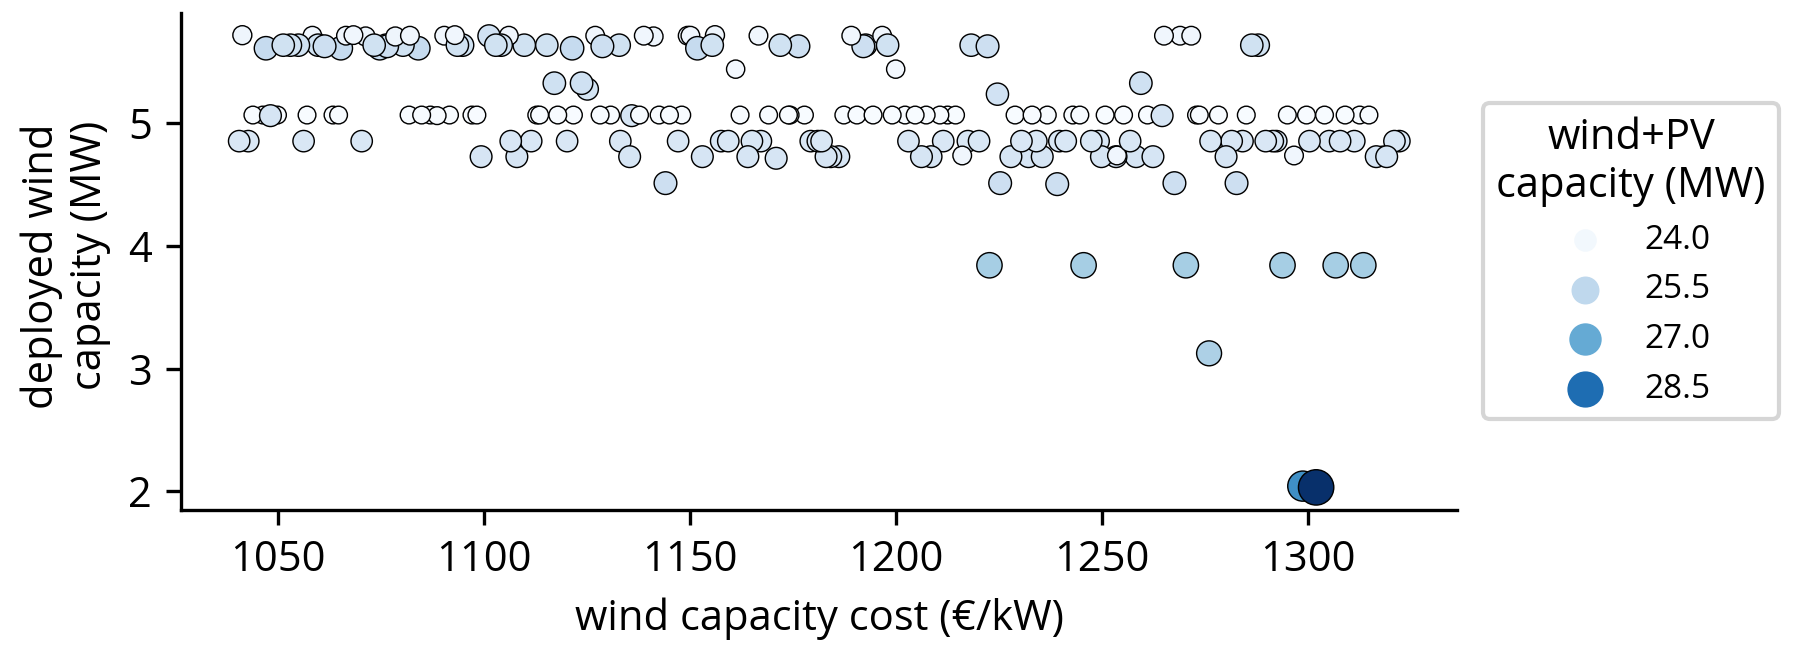 deployed wind
capacity (MW)
5
4
3
2
1050
1100
1150
1200
1250
1300
wind capacity cost (€/kW)
wind+PV
capacity (MW)
24.0
25.5
27.0
28.5